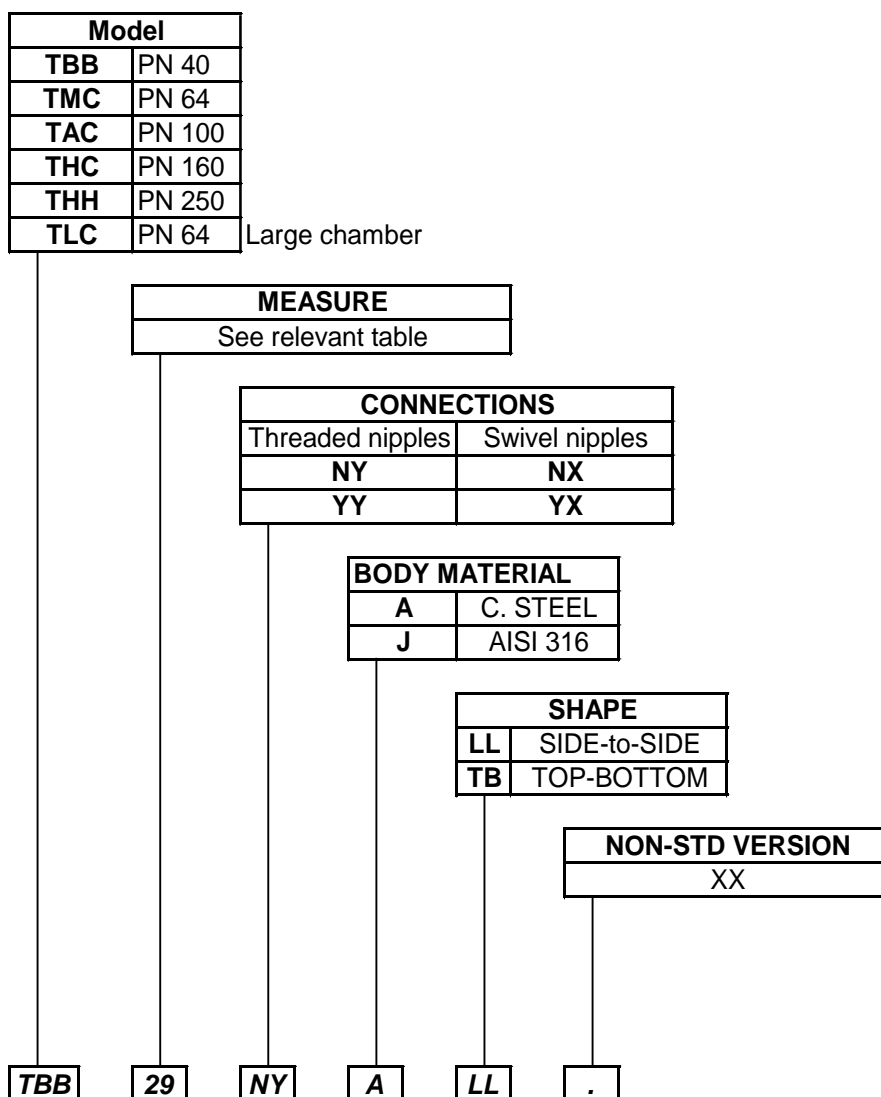 Model
TBB PN 40
TMC PN 64
TAC PN 100
THC PN 160
THH PN 250
TLC PN 64 Large chamber
MEASURE
See relevant table
CONNECTIONS
Threaded nipples Swivel nipples
NY NX
YY YX
BODY MATERIAL
A C. STEEL
J AISI 316
SHAPE
LL SIDE-to-SIDE
TB TOP-BOTTOM
NON-STD VERSION
XX
TBB 29 NY A LL .